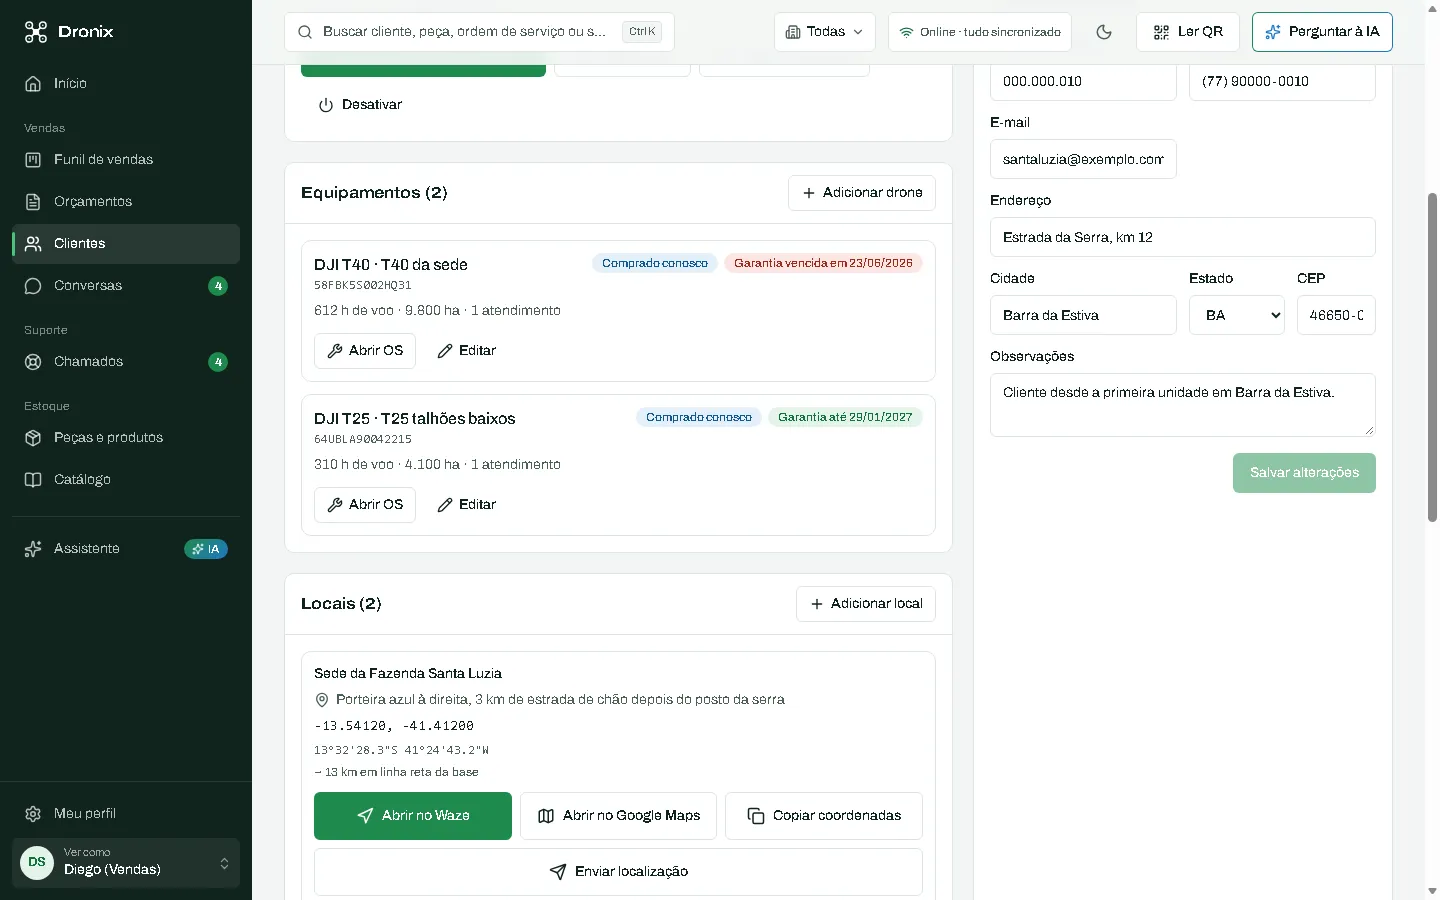 Dronix
Buscar cliente, peça, ordem de serviço ou s...
Ctrl K
Todas
Online · tudo sincronizado
Ler QR
Perguntar à IA
Início
Vendas
Funil de vendas
Orçamentos
Clientes
Conversas
4
Suporte
Chamados
4
Estoque
Peças e produtos
Catálogo
Assistente
IA
Meu perfil
DS
Ver como
Diego (Vendas)
Desativar
Equipamentos (2)
Adicionar drone
DJI T40 · T40 da sede
Comprado conosco
Garantia vencida em 23/06/2026
58FBK5S002HQ31
612 h de voo · 9.800 ha · 1 atendimento
Abrir OS
Editar
DJI T25 · T25 talhões baixos
Comprado conosco
Garantia até 29/01/2027
64UBLA90042215
310 h de voo · 4.100 ha · 1 atendimento
Abrir OS
Editar
Locais (2)
Adicionar local
Sede da Fazenda Santa Luzia
Porteira azul à direita, 3 km de estrada de chão depois do posto da serra
-13.54120, -41.41200
13°32'28.3"S 41°24'43.2"W
~ 13 km em linha reta da base
Abrir no Waze
Abrir no Google Maps
Copiar coordenadas
Enviar localização
000.000.010
(77) 90000-0010
E-mail
santaluzia@exemplo.com
Endereço
Estrada da Serra, km 12
Cidade
Estado
CEP
Barra da Estiva
BA
46650-0
Observações
Cliente desde a primeira unidade em Barra da Estiva.
Salvar alterações